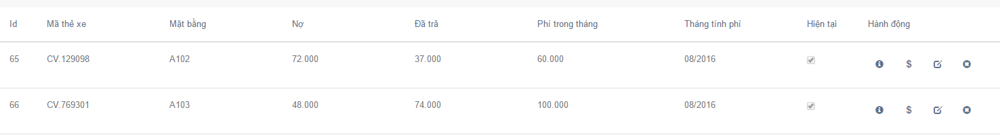 Id Mã thẻ xe Mặt bằng Nợ Đã trả Phí trong tháng Tháng tính phí Hiện tại Hành động
65 CV.129098 A102 72.000 37.000 60.000 08/2016 $
66 CV.769301 A103 48.000 74.000 100.000 08/2016 $